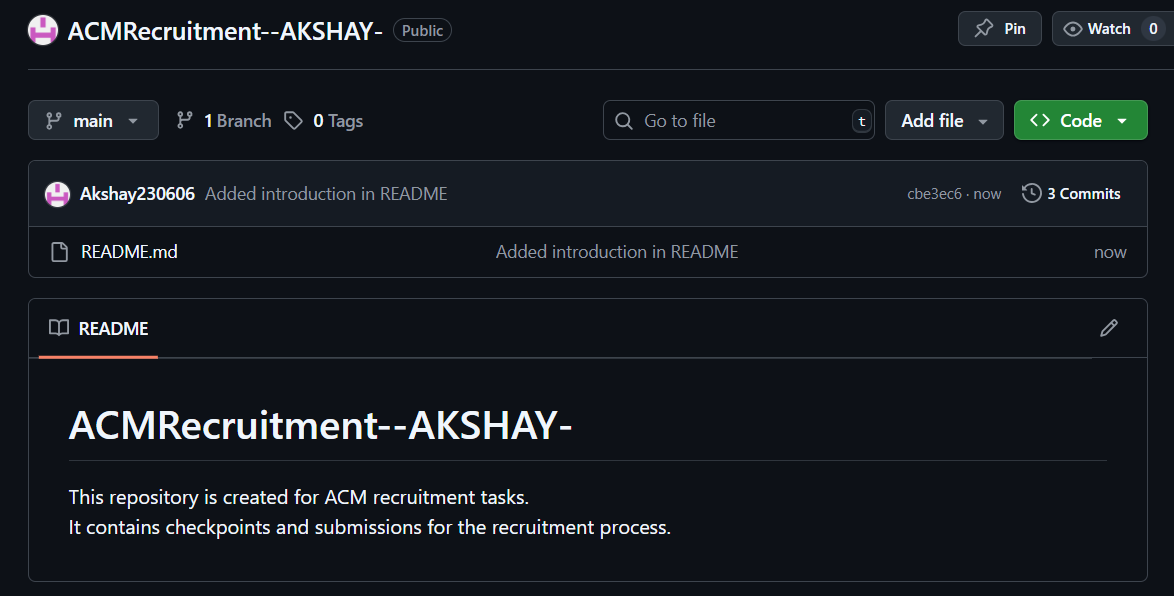 ACMRecruitment--AKSHAY- Public Pin Watch 0
main 1 Branch 0 Tags Go to file t Add file Code
Akshay230606 Added introduction in README cbe3ec6 · now 3 Commits
README.md Added introduction in README now
README
ACMRecruitment--AKSHAY-
This repository is created for ACM recruitment tasks.
It contains checkpoints and submissions for the recruitment process.